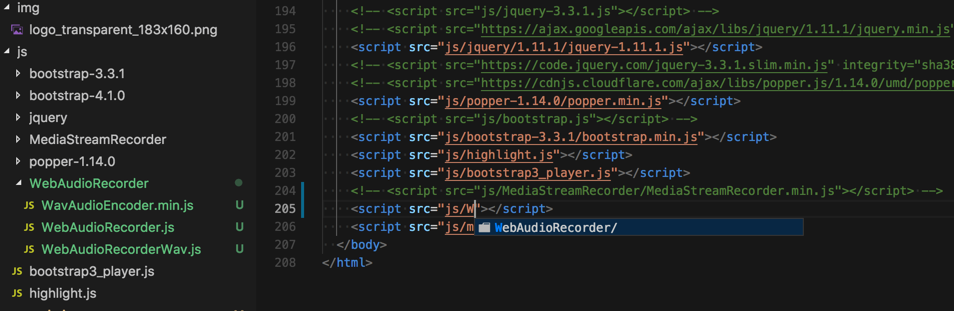 img
logo_transparent_183x160.png
js
bootstrap-3.3.1
bootstrap-4.1.0
jquery
MediaStreamRecorder
popper-1.14.0
WebAudioRecorder
JS WavAudioEncoder.min.js U
JS WebAudioRecorder.js U
JS WebAudioRecorderWav.js U
JS bootstrap3_player.js
JS highlight.js
194 <!-- <script src="js/jquery-3.3.1.js"></script> -->
195 <!-- <script src="https://ajax.googleapis.com/ajax/libs/jquery/1.11.1/jquery.min.js"
196 <script src="js/jquery/1.11.1/jquery-1.11.1.js"></script>
197 <!-- <script src="https://code.jquery.com/jquery-3.3.1.slim.min.js" integrity="sha38
198 <!-- <script src="https://cdnjs.cloudflare.com/ajax/libs/popper.js/1.14.0/umd/popper
199 <script src="js/popper-1.14.0/popper.min.js"></script>
200 <!-- <script src="js/bootstrap.js"></script> -->
201 <script src="js/bootstrap-3.3.1/bootstrap.min.js"></script>
202 <script src="js/highlight.js"></script>
203 <script src="js/bootstrap3_player.js"></script>
204 <!-- <script src="js/MediaStreamRecorder/MediaStreamRecorder.min.js"></script> -->
205 <script src="js/W"></script>
206 <script src="js/m
WebAudioRecorder/
207 </body>
208 </html>